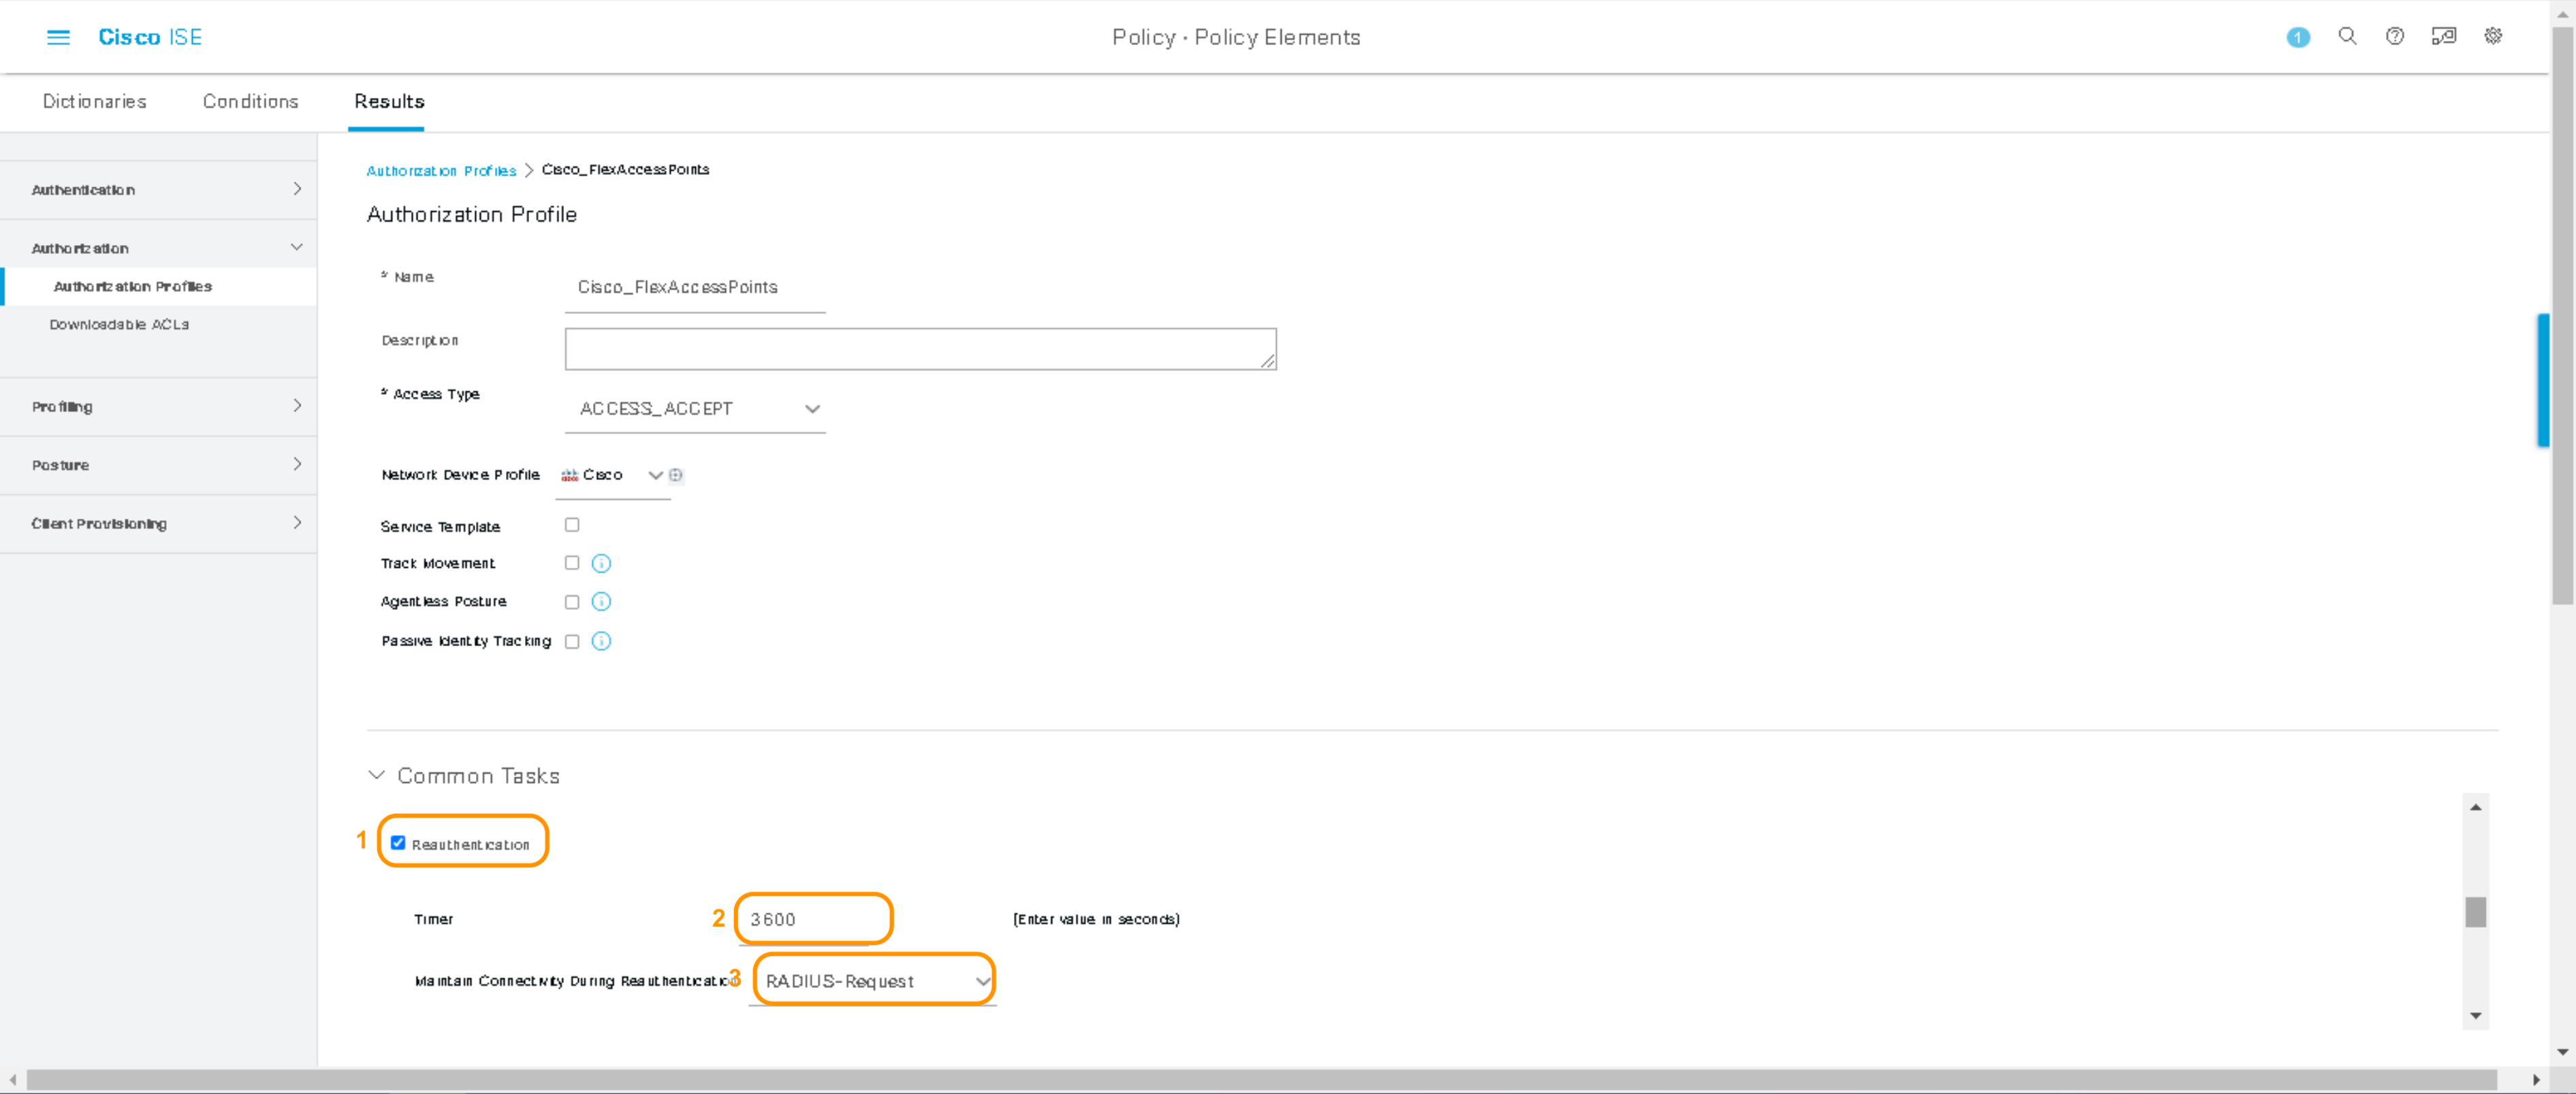 Cisco ISE
Policy · Policy Elements
1
Dictionaries
Conditions
Results
Authentication
Authorization
Authorization Profiles
Downloadable ACLs
Profiling
Posture
Client Provisioning
Authorization Profiles > Cisco_FlexAccessPoints
Authorization Profile
* Name
Cisco_FlexAccessPoints
Description
* Access Type
ACCESS_ACCEPT
Network Device Profile
Cisco
Service Template
Track Movement
Agentless Posture
Passive Identity Tracking
Common Tasks
1
Reauthentication
Timer
2
3600
(Enter value in seconds)
Maintain Connectivity During Reauthentication
3
RADIUS-Request